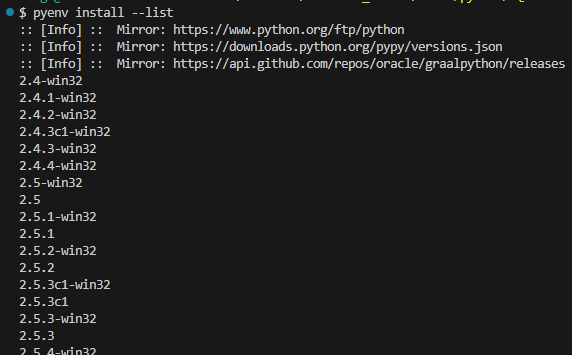 $ pyenv install --list
:: [Info] ::  Mirror: https://www.python.org/ftp/python
:: [Info] ::  Mirror: https://downloads.python.org/pypy/versions.json
:: [Info] ::  Mirror: https://api.github.com/repos/oracle/graalpython/releases
2.4-win32
2.4.1-win32
2.4.2-win32
2.4.3c1-win32
2.4.3-win32
2.4.4-win32
2.5-win32
2.5
2.5.1-win32
2.5.1
2.5.2-win32
2.5.2
2.5.3c1-win32
2.5.3c1
2.5.3-win32
2.5.3
2.5.4-win32